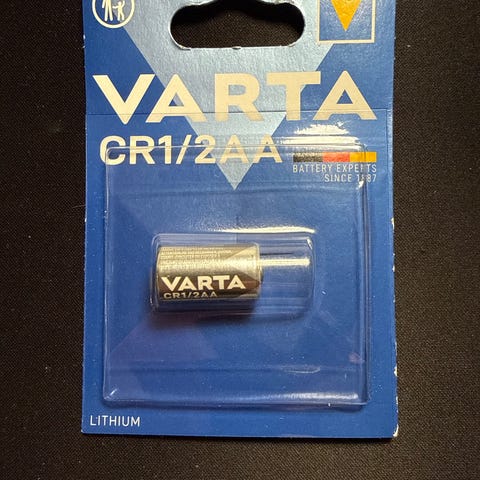 VARTA
CR1/2AA
BATTERY EXPERTS
SINCE 1887
VARTA
CR1/2AA
LITHIUM